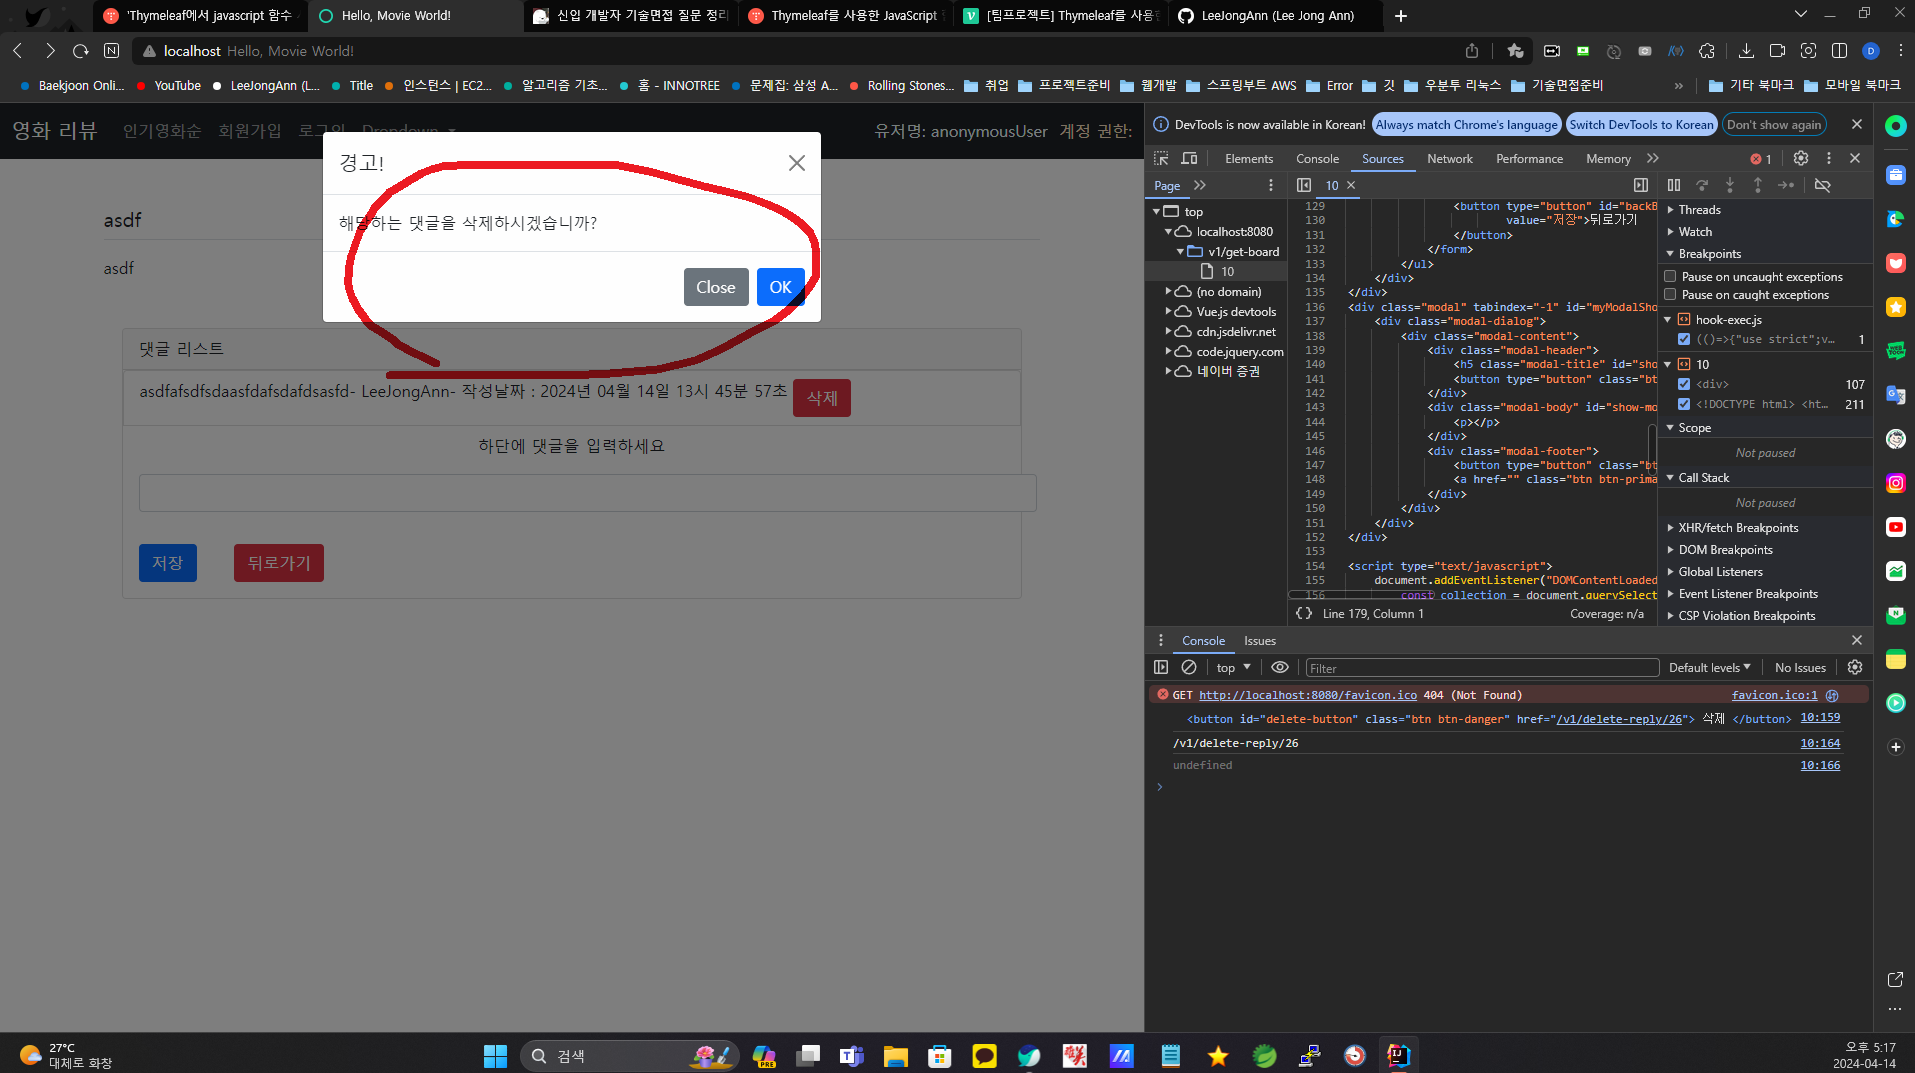 'Thymeleaf에서 javascript 함수
Hello, Movie World!
신입 개발자 기술면접 질문 정리
Thymeleaf를 사용한 JavaScript
[팀프로젝트] Thymeleaf를 사용한
LeeJongAnn (Lee Jong Ann)
localhost Hello, Movie World!
Baekjoon Onli...
YouTube
LeeJongAnn (L...
Title
인스턴스 | EC2...
알고리즘 기초...
홈 - INNOTREE
문제집: 삼성 A...
Rolling Stones...
취업
프로젝트준비
웹개발
스프링부트 AWS
Error
깃
우분투 리눅스
기술면접준비
»
기타 북마크
모바일 북마크
영화 리뷰 인기영화순 회원가입 로그인 Dropdown
유저명: anonymousUser 계정 권한:
경고!
해당하는 댓글을 삭제하시겠습니까?
Close OK
asdf
asdf
댓글 리스트
asdfafsdfsdaasfdafsdafdsasfd- LeeJongAnn- 작성날짜 : 2024년 04월 14일 13시 45분 57초 삭제
하단에 댓글을 입력하세요
저장 뒤로가기
DevTools is now available in Korean! Always match Chrome's language Switch DevTools to Korean Don't show again
Elements Console Sources Network Performance Memory » 1
Page »
top
localhost:8080
v1/get-board
10
(no domain)
Vue.js devtools
cdn.jsdelivr.net
code.jquery.com
네이버 증권
10
129 <button type="button" id="backB
130 value="저장">뒤로가기
131 </button>
132 </form>
133 </ul>
134 </div>
135 </div>
136 <div class="modal" tabindex="-1" id="myModalSho
137 <div class="modal-dialog">
138 <div class="modal-content">
139 <div class="modal-header">
140 <h5 class="modal-title" id="sho
141 <button type="button" class="bt
142 </div>
143 <div class="modal-body" id="show-mo
144 <p></p>
145 </div>
146 <div class="modal-footer">
147 <button type="button" class="bt
148 <a href="" class="btn btn-prima
149 </div>
150 </div>
151 </div>
152 </div>
153
154 <script type="text/javascript">
155 document.addEventListener("DOMContentLoaded
156 const collection = document.querySelect
{} Line 179, Column 1 Coverage: n/a
Threads
Watch
Breakpoints
Pause on uncaught exceptions
Pause on caught exceptions
hook-exec.js
(()=>{"use strict";v... 1
10
<div> 107
<!DOCTYPE html> <ht... 211
Scope
Not paused
Call Stack
Not paused
XHR/fetch Breakpoints
DOM Breakpoints
Global Listeners
Event Listener Breakpoints
CSP Violation Breakpoints
Console Issues
top Filter Default levels No Issues
GET http://localhost:8080/favicon.ico 404 (Not Found) favicon.ico:1
<button id="delete-button" class="btn btn-danger" href="/v1/delete-reply/26"> 삭제 </button> 10:159
/v1/delete-reply/26 10:164
undefined 10:166
27°C
대체로 화창
검색
PRE
오후 5:17
2024-04-14